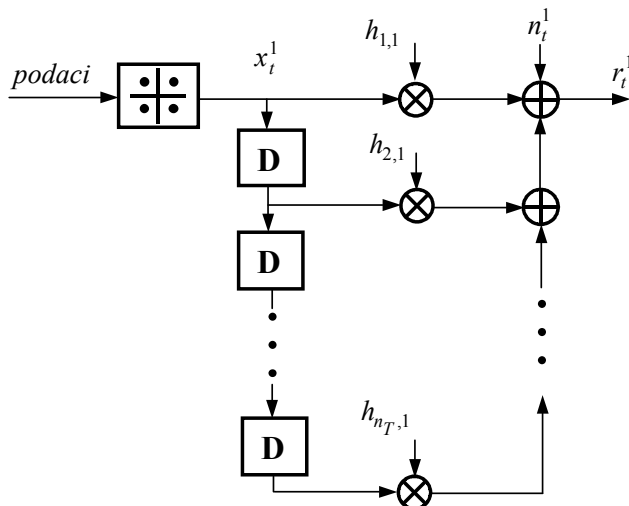 podaci
x_t^1
h_{1,1}
n_t^1
r_t^1
D
h_{2,1}
D
h_{n_T,1}
D